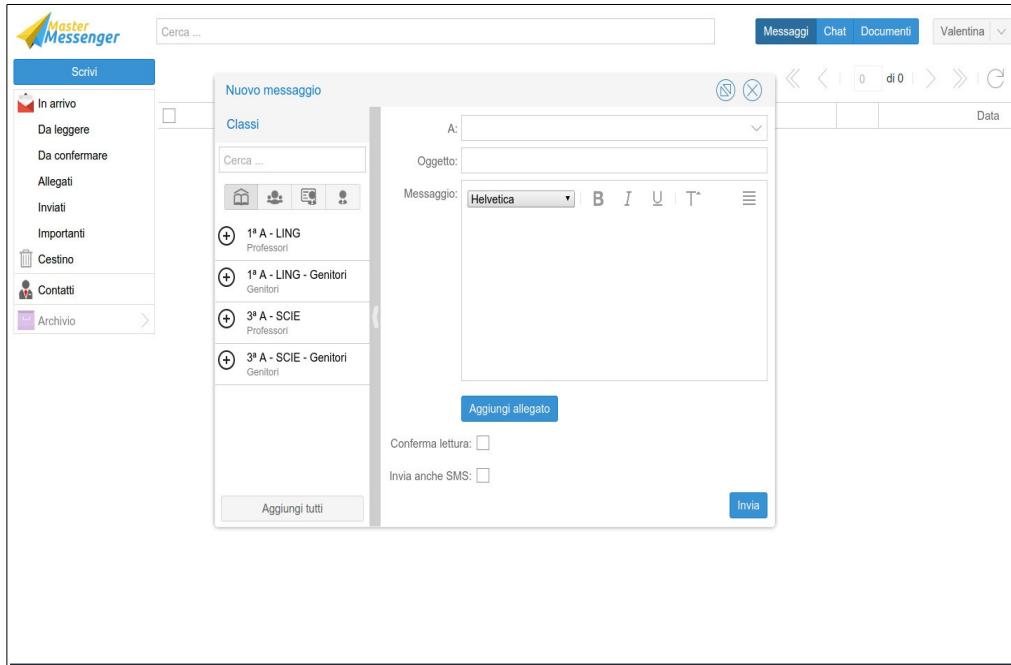 Master
Messenger
Cerca ...
Messaggi Chat Documenti
Valentina
Scrivi
0 di 0
In arrivo
Da leggere
Da confermare
Allegati
Inviati
Importanti
Cestino
Contatti
Archivio
Data
Nuovo messaggio
Classi
Cerca ...
1ª A - LING
Professori
1ª A - LING - Genitori
Genitori
3ª A - SCIE
Professori
3ª A - SCIE - Genitori
Genitori
Aggiungi tutti
A:
Oggetto:
Messaggio:
Helvetica B I U T
Aggiungi allegato
Conferma lettura:
Invia anche SMS:
Invia